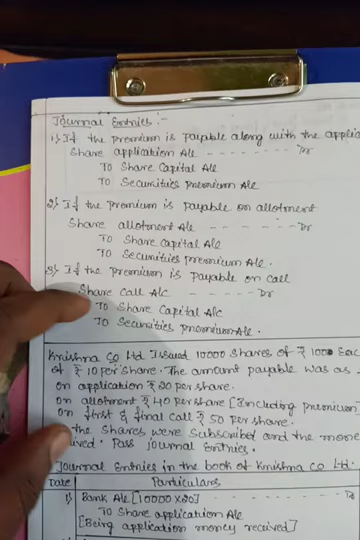 Journal Entries :-
1) If the premium is payable along with the applica
Share application A/c - - - - - - - Dr
To Share Capital A/c
To Securities premium A/c
2) If the premium is payable on allotment
Share allotment A/c - - - - - - Dr
To Share Capital A/c
To Securities premium A/c.
3) If the premium is payable on call
Share Call A/c - - - - - Dr
To Share Capital A/c
To Securities premium A/c.
Krishna Co Ltd Issued 10000 shares of ₹ 100 Eac
of ₹ 10 per share. The amount payable was as
on application ₹ 20 per share.
on allotment ₹ 40 per share [Including premium]
on first & final Call ₹ 50 per share.
the shares were subscribed and the mone
ived. Pass journal Entries.
Journal Entries in the book of Krishna Co Ltd.
Date Particulars
1) Bank A/c [10000×20] - - - - - - - - Dr
To Share application A/c
[Being application money received]